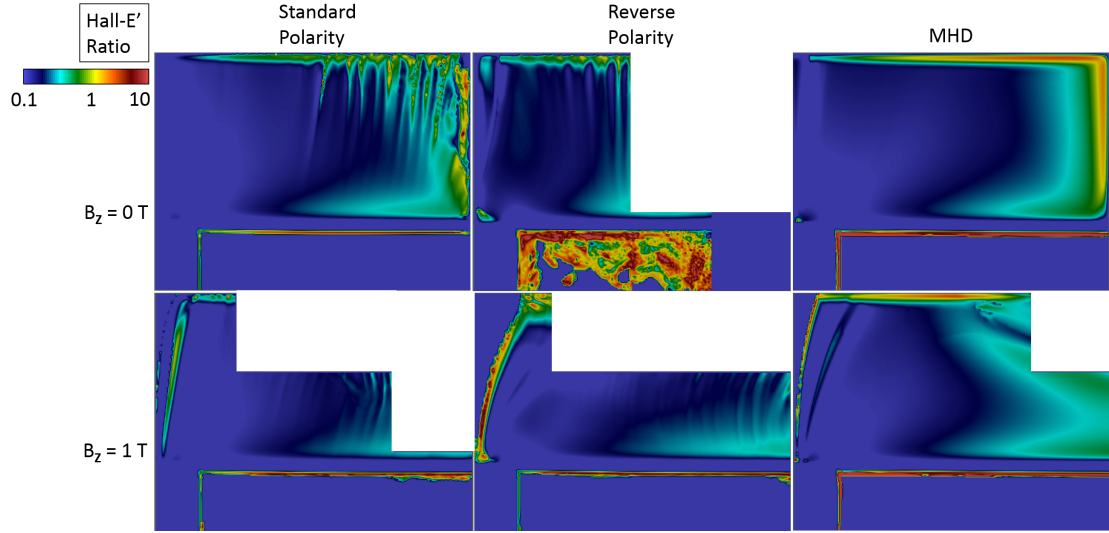 Hall-E’
Ratio
0.1 1 10
Standard
Polarity
Reverse
Polarity
MHD
B_z = 0 T
B_z = 1 T